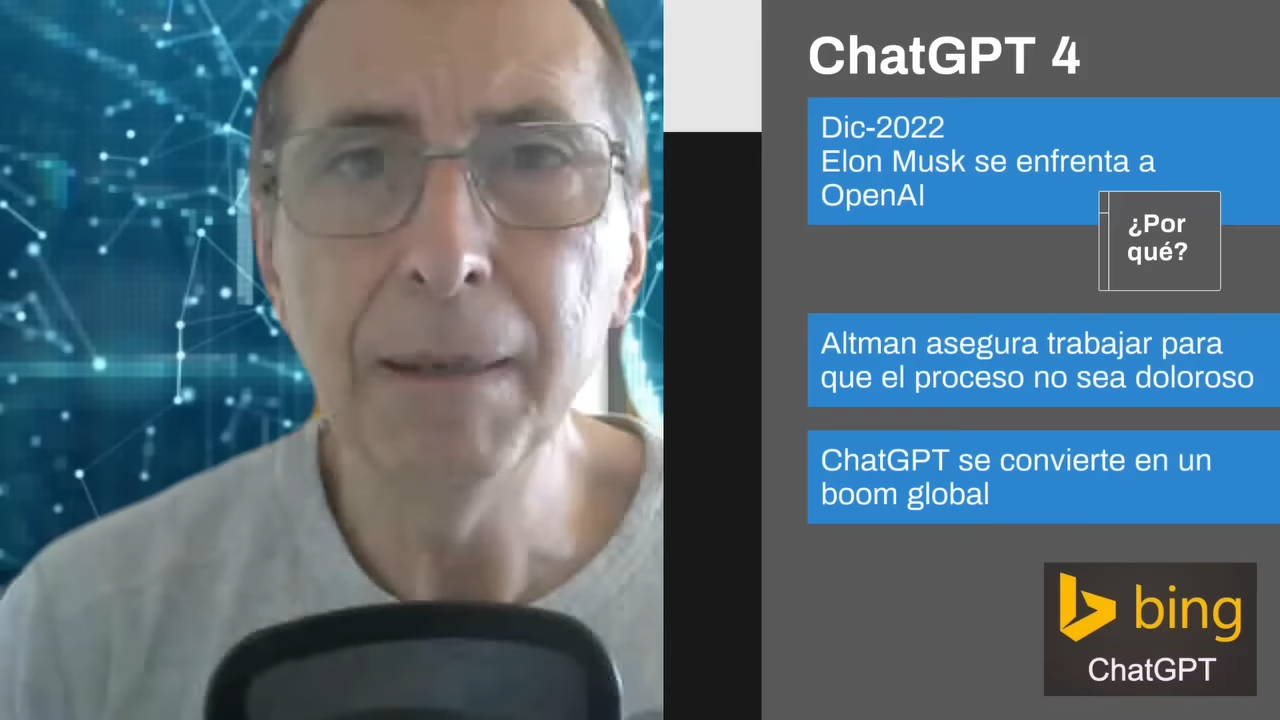 ChatGPT 4
Dic-2022
Elon Musk se enfrenta a
OpenAI
¿Por
qué?
Altman asegura trabajar para
que el proceso no sea doloroso
ChatGPT se convierte en un
boom global
bing
ChatGPT